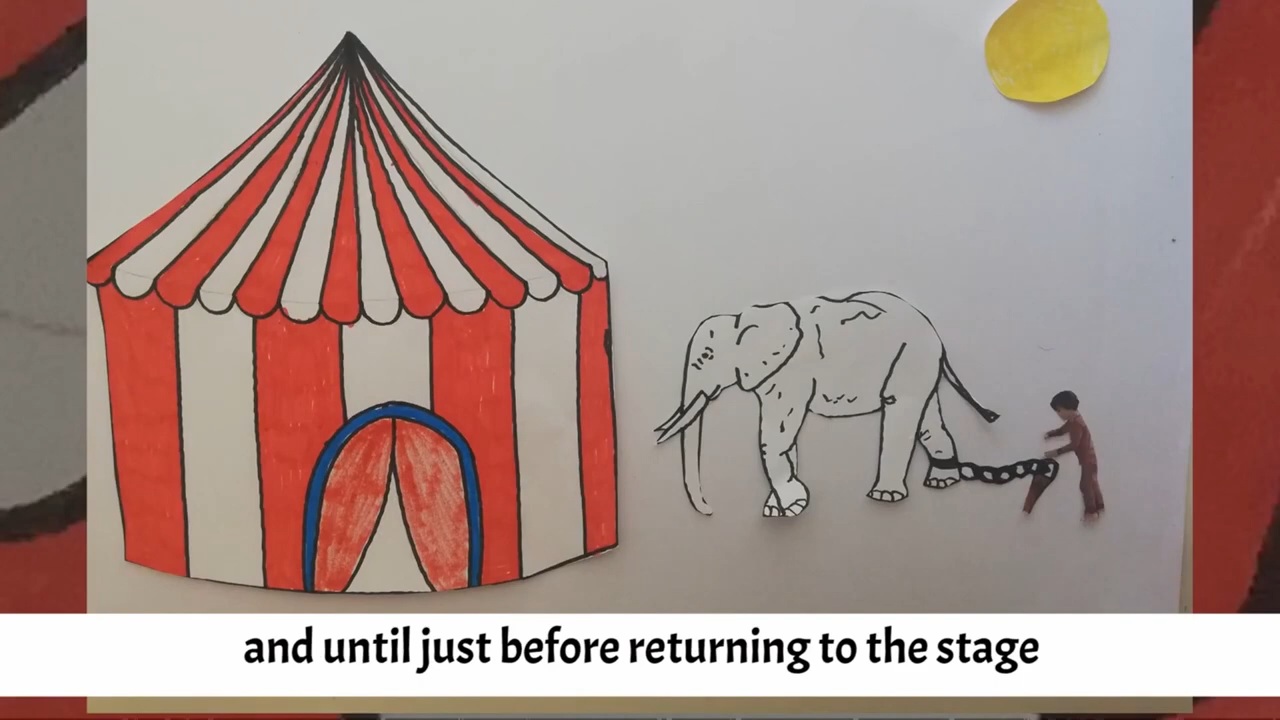 and until just before returning to the stage